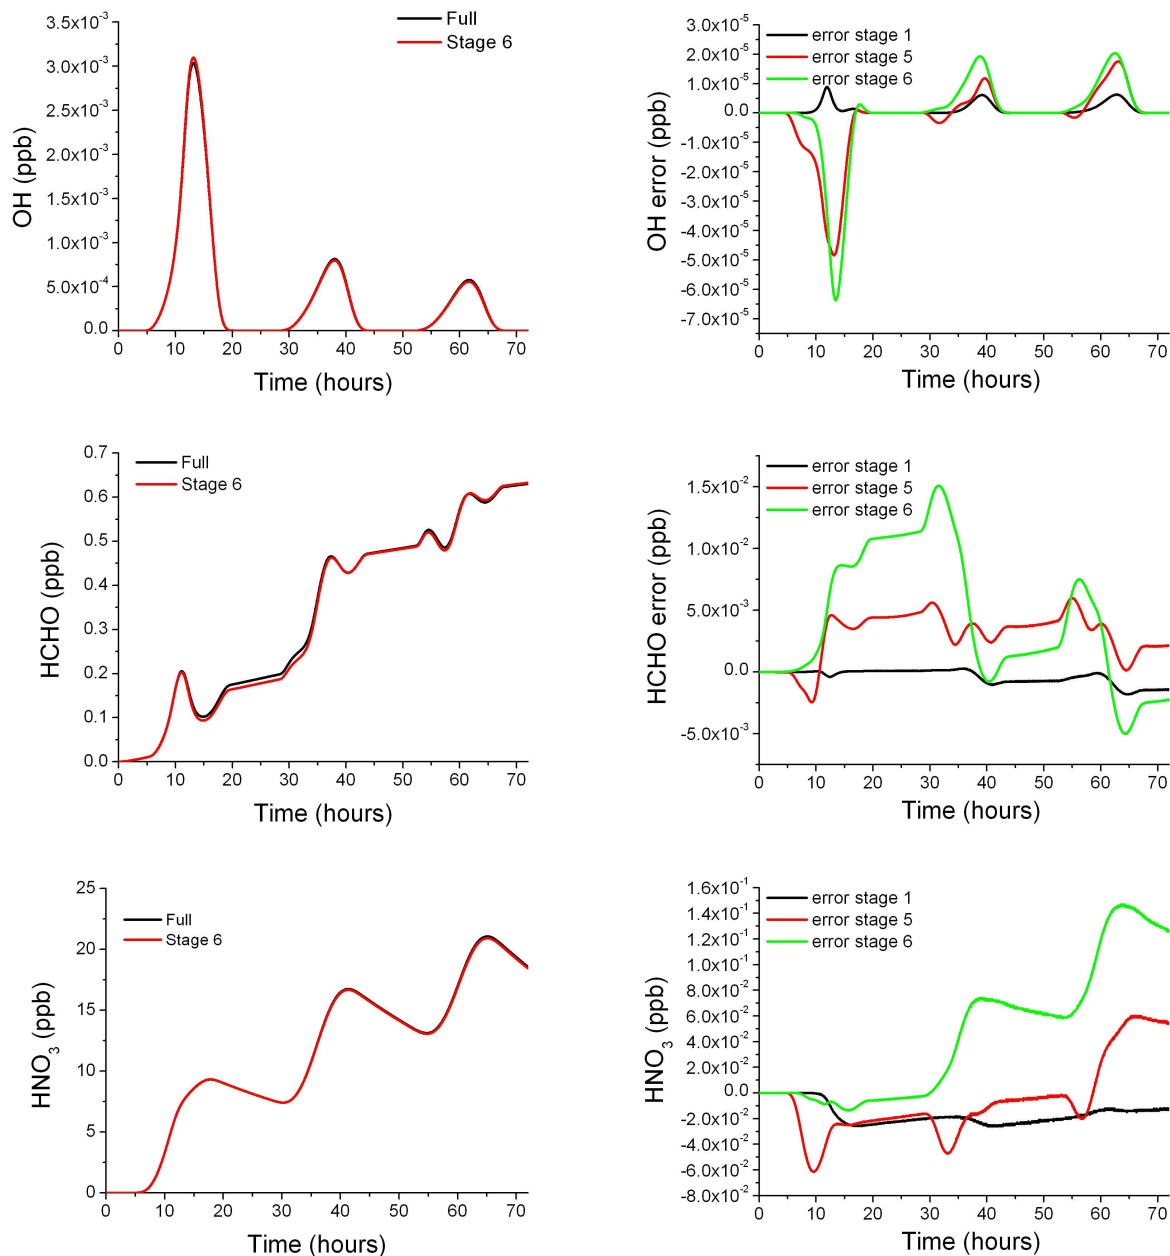 Full
Stage 6
3.5x10-3
3.0x10-3
2.5x10-3
2.0x10-3
1.5x10-3
1.0x10-3
5.0x10-4
0.0
OH (ppb)
0 10 20 30 40 50 60 70
Time (hours)
error stage 1
error stage 5
error stage 6
3.0x10-5
2.0x10-5
1.0x10-5
0.0
-1.0x10-5
-2.0x10-5
-3.0x10-5
-4.0x10-5
-5.0x10-5
-6.0x10-5
-7.0x10-5
OH error (ppb)
0 10 20 30 40 50 60 70
Time (hours)
Full
Stage 6
0.7
0.6
0.5
0.4
0.3
0.2
0.1
0.0
HCHO (ppb)
0 10 20 30 40 50 60 70
Time (hours)
error stage 1
error stage 5
error stage 6
1.5x10-2
1.0x10-2
5.0x10-3
0.0
-5.0x10-3
HCHO error (ppb)
0 10 20 30 40 50 60 70
Time (hours)
Full
Stage 6
25
20
15
10
5
0
HNO3 (ppb)
0 10 20 30 40 50 60 70
Time (hours)
error stage 1
error stage 5
error stage 6
1.6x10-1
1.4x10-1
1.2x10-1
1.0x10-1
8.0x10-2
6.0x10-2
4.0x10-2
2.0x10-2
0.0
-2.0x10-2
-4.0x10-2
-6.0x10-2
-8.0x10-2
HNO3 (ppb)
0 10 20 30 40 50 60 70
Time (hours)